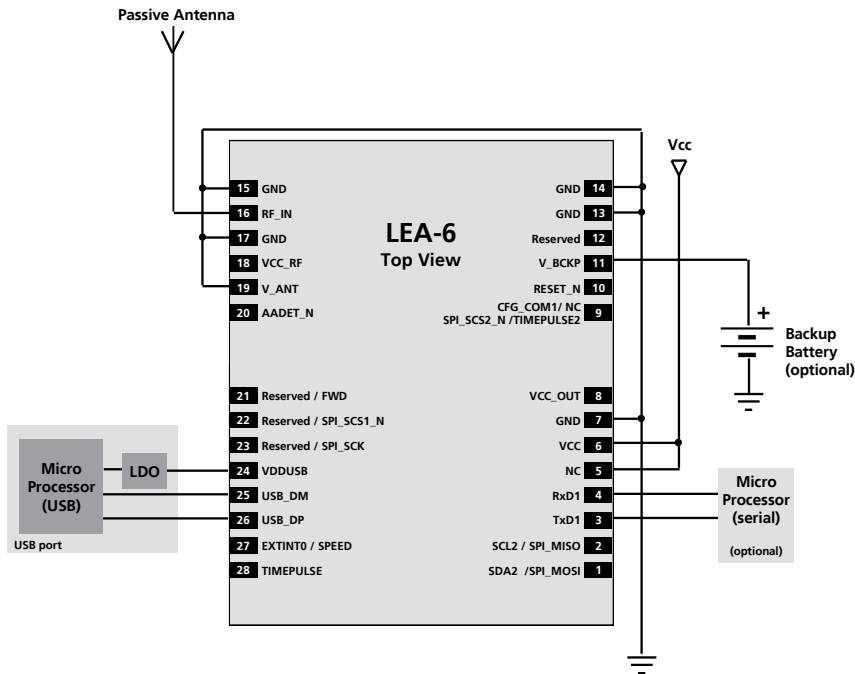 Passive Antenna
Vcc
LEA-6
Top View
15 GND
16 RF_IN
17 GND
18 VCC_RF
19 V_ANT
20 AADET_N
21 Reserved / FWD
22 Reserved / SPI_SCS1_N
23 Reserved / SPI_SCK
24 VDDUSB
25 USB_DM
26 USB_DP
27 EXTINT0 / SPEED
28 TIMEPULSE
GND 14
GND 13
Reserved 12
V_BCKP 11
RESET_N 10
CFG_COM1/ NC
SPI_SCS2_N /TIMEPULSE2 9
VCC_OUT 8
GND 7
VCC 6
NC 5
RxD1 4
TxD1 3
SCL2 / SPI_MISO 2
SDA2 /SPI_MOSI 1
+
Backup
Battery
(optional)
Micro
Processor
(USB)
LDO
USB port
Micro
Processor
(serial)
(optional)